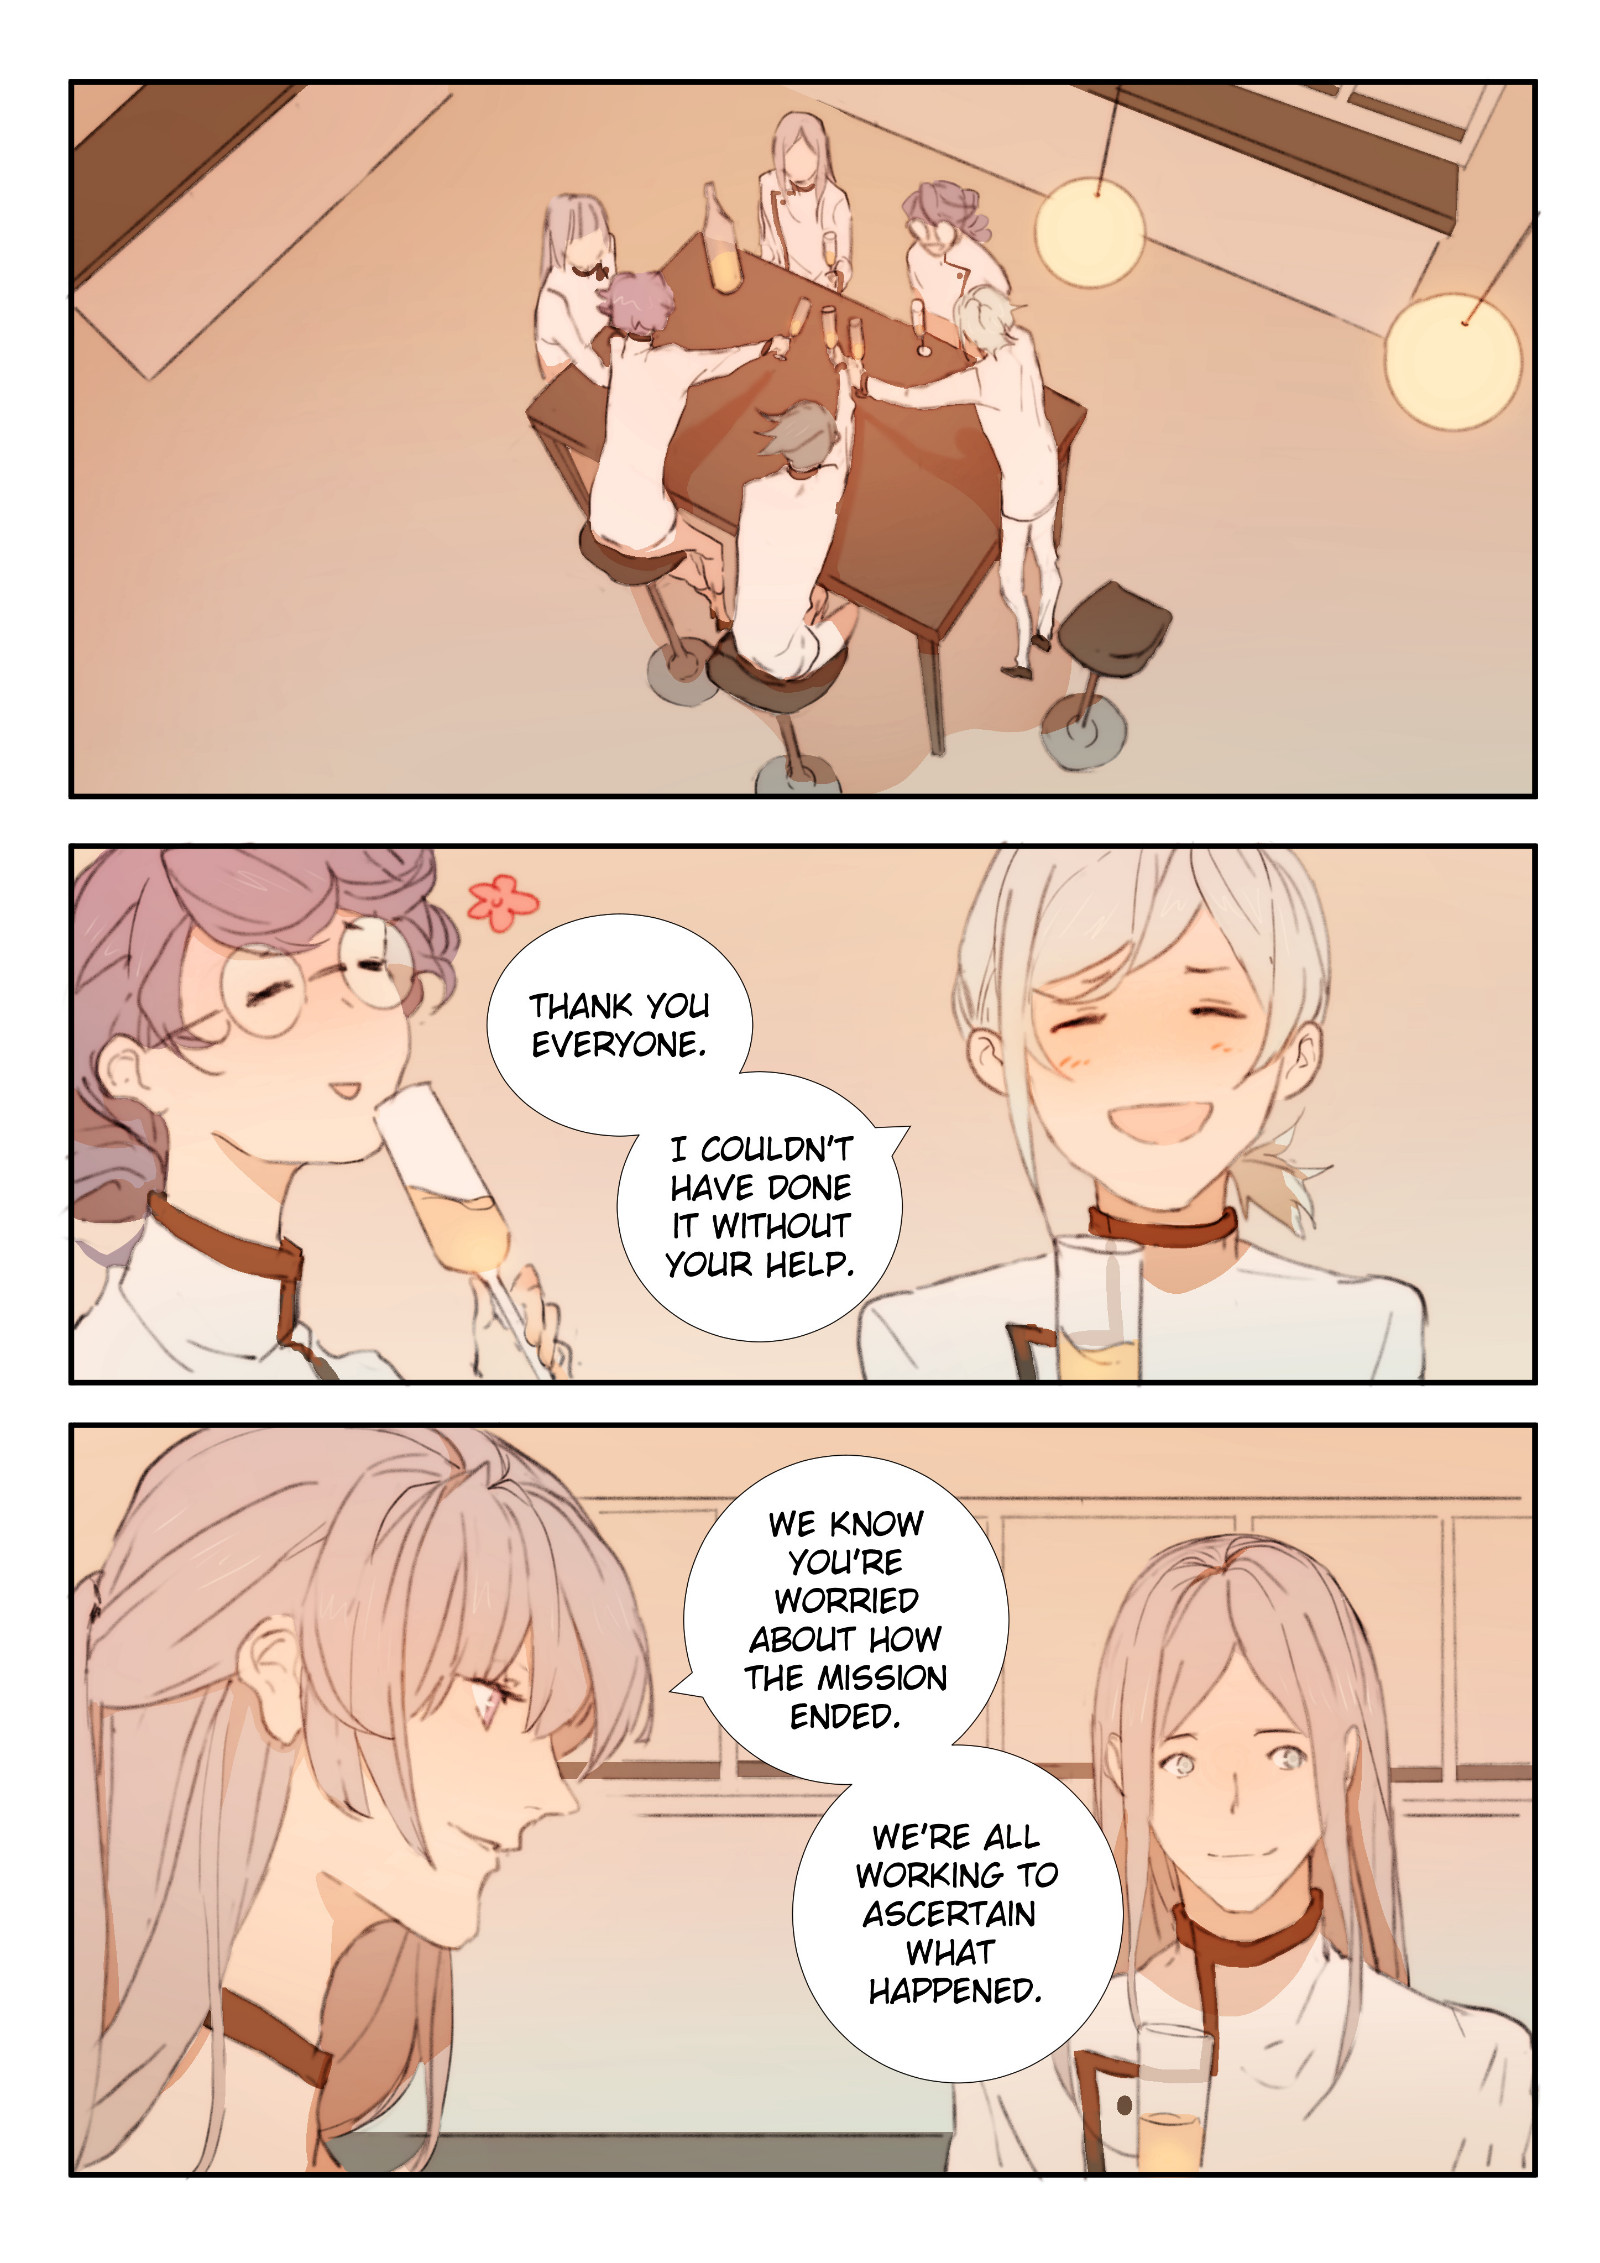 THANK YOU
EVERYONE.
I COULDN'T
HAVE DONE
IT WITHOUT
YOUR HELP.
WE KNOW
YOU'RE
WORRIED
ABOUT HOW
THE MISSION
ENDED.
WE'RE ALL
WORKING TO
ASCERTAIN
WHAT
HAPPENED.